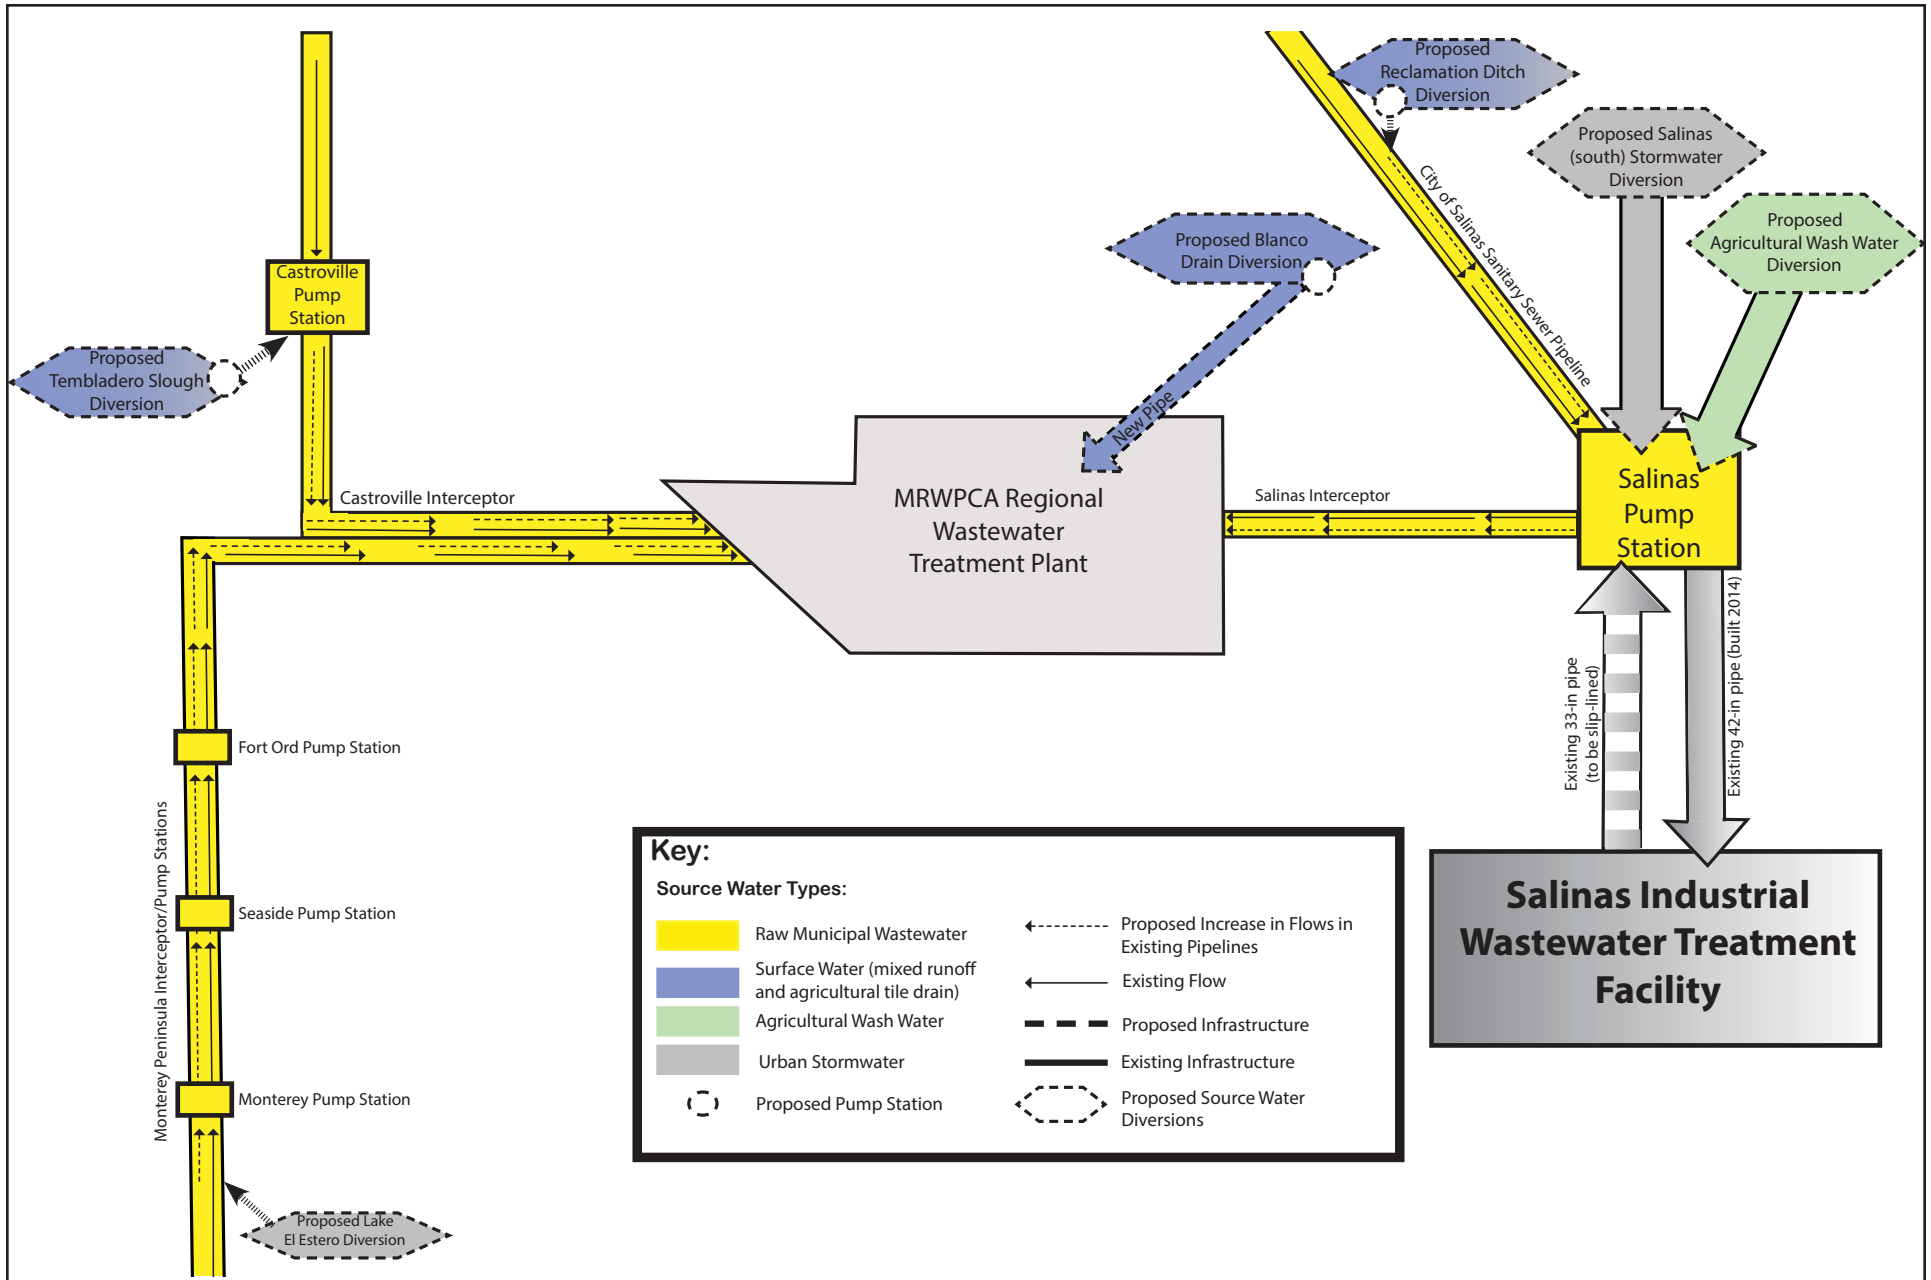 Proposed
Reclamation Ditch
Diversion
Proposed Salinas
(south) Stormwater
Diversion
Proposed
Agricultural Wash Water
Diversion
City of Salinas Sanitary Sewer Pipeline
Proposed Blanco
Drain Diversion
New Pipe
Castroville
Pump
Station
Proposed
Tembladero Slough
Diversion
Castroville Interceptor
MRWPCA Regional
Wastewater
Treatment Plant
Salinas Interceptor
Salinas
Pump
Station
Existing 33-in pipe
(to be slip-lined)
Existing 42-in pipe (built 2014)
Salinas Industrial
Wastewater Treatment
Facility
Monterey Peninsula Interceptor/Pump Stations
Fort Ord Pump Station
Seaside Pump Station
Monterey Pump Station
Proposed Lake
El Estero Diversion
Key:
Source Water Types:
Raw Municipal Wastewater
Surface Water (mixed runoff
and agricultural tile drain)
Agricultural Wash Water
Urban Stormwater
Proposed Pump Station
Proposed Increase in Flows in
Existing Pipelines
Existing Flow
Proposed Infrastructure
Existing Infrastructure
Proposed Source Water
Diversions